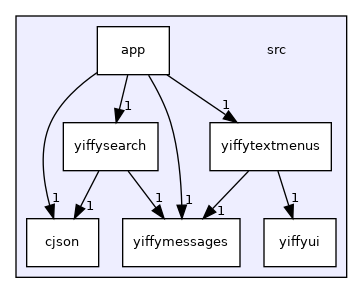 app
src
1
1
yiffysearch
yiffytextmenus
1
1
1
1
1
1
cjson
yiffymessages
yiffyui